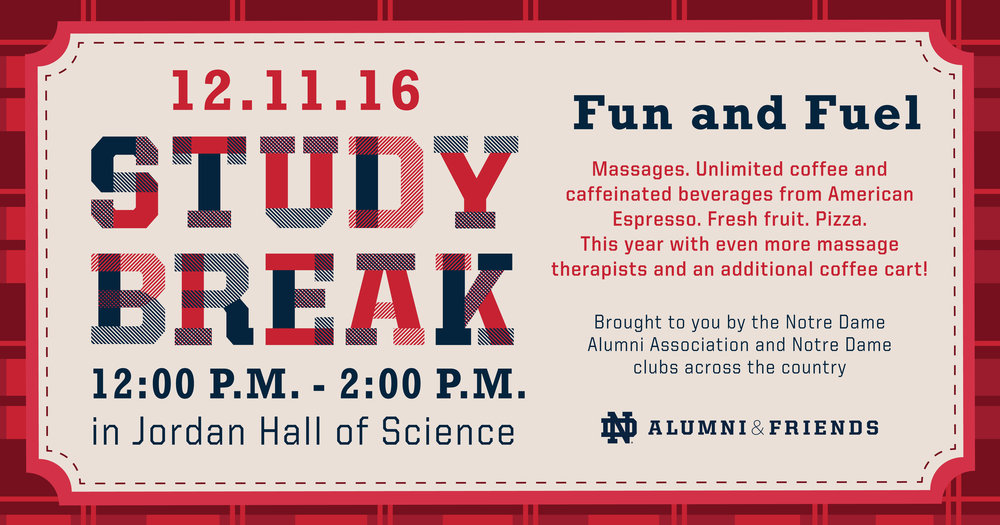 12.11.16
STUDY
BREAK
12:00 P.M. - 2:00 P.M.
in Jordan Hall of Science
Fun and Fuel
Massages. Unlimited coffee and
caffeinated beverages from American
Espresso. Fresh fruit. Pizza.
This year with even more massage
therapists and an additional coffee cart!
Brought to you by the Notre Dame
Alumni Association and Notre Dame
clubs across the country
ND ALUMNI & FRIENDS